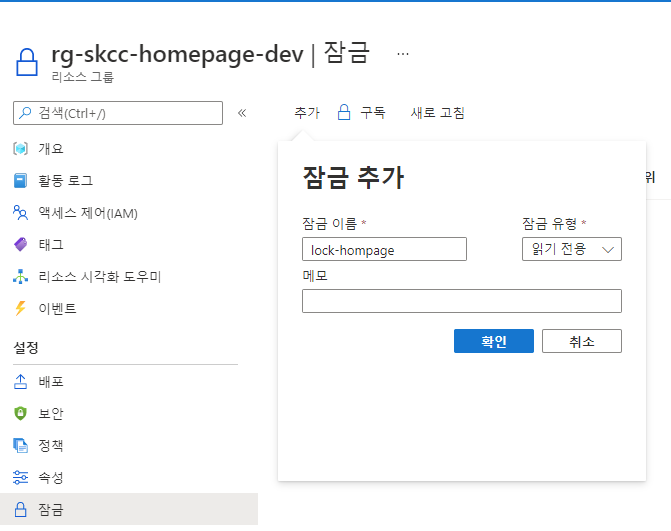 rg-skcc-homepage-dev | 잠금 ...
리소스 그룹
검색(Ctrl+/) «
개요
활동 로그
액세스 제어(IAM)
태그
리소스 시각화 도우미
이벤트
설정
배포
보안
정책
속성
잠금
추가 구독 새로 고침
위
잠금 추가
잠금 이름 * 잠금 유형 *
lock-hompage 읽기 전용
메모
확인 취소